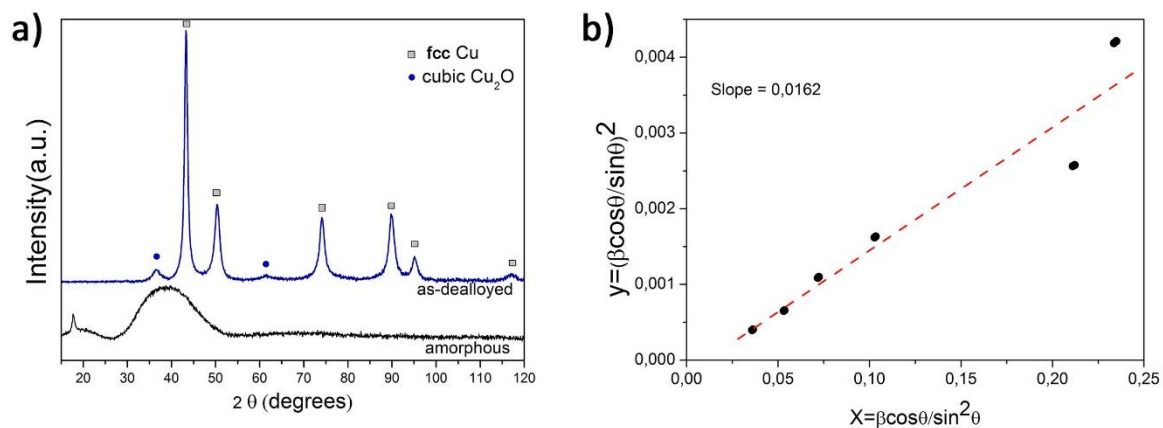 a)
fcc Cu
cubic Cu₂O
Intensity(a.u.)
as-dealloyed
amorphous
20 30 40 50 60 70 80 90 100 110 120
2 θ (degrees)
b)
Slope = 0,0162
y=(βcosθ/sinθ)²
0,004
0,003
0,002
0,001
0,000
0,00 0,05 0,10 0,15 0,20 0,25
X=βcosθ/sin²θ